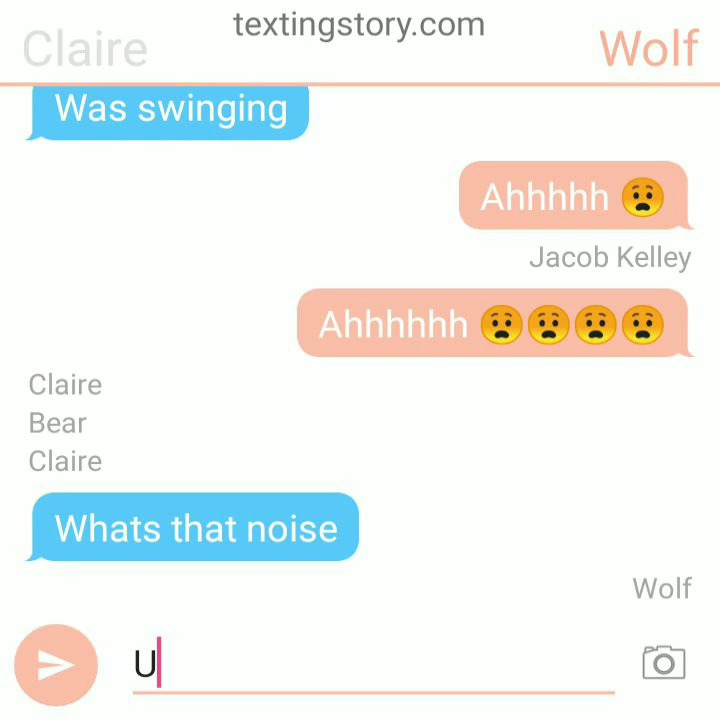 textingstory.com
Claire
Wolf
Was swinging
Ahhhhh 😧
Jacob Kelley
Ahhhhhh 😧😧😧😧
Claire
Bear
Claire
Whats that noise
Wolf
U